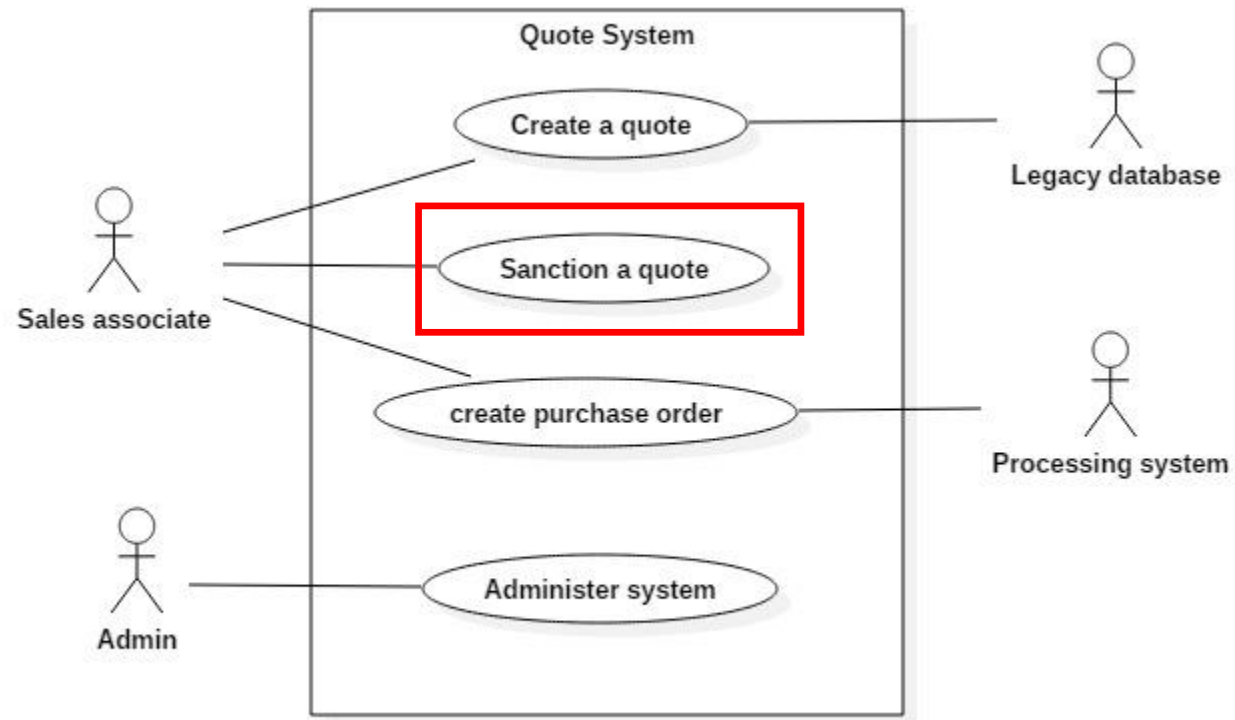 Quote System
Create a quote
Legacy database
Sanction a quote
Sales associate
create purchase order
Processing system
Administer system
Admin